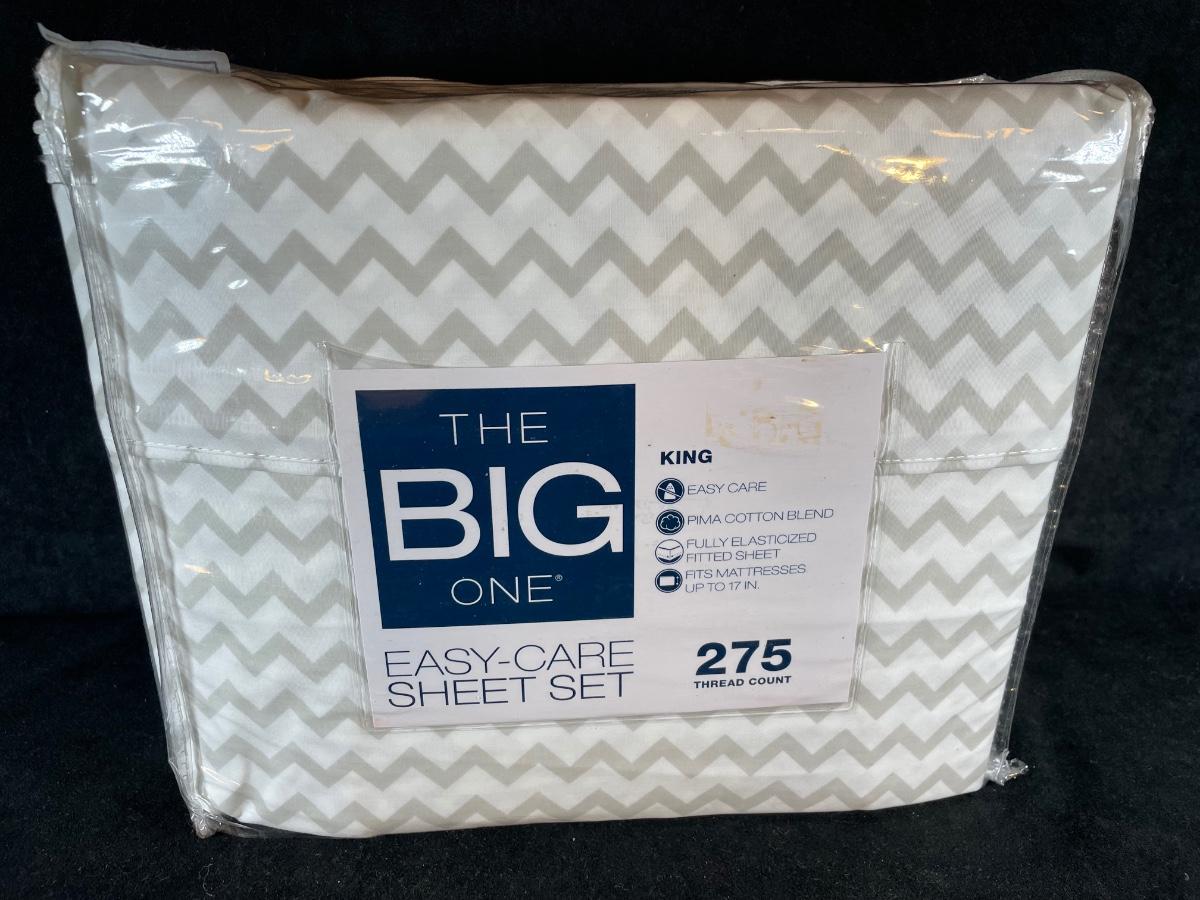 THE
BIG
ONE®
EASY-CARE
SHEET SET
KING
EASY CARE
PIMA COTTON BLEND
FULLY ELASTICIZED
FITTED SHEET
FITS MATTRESSES
UP TO 17 IN.
275
THREAD COUNT